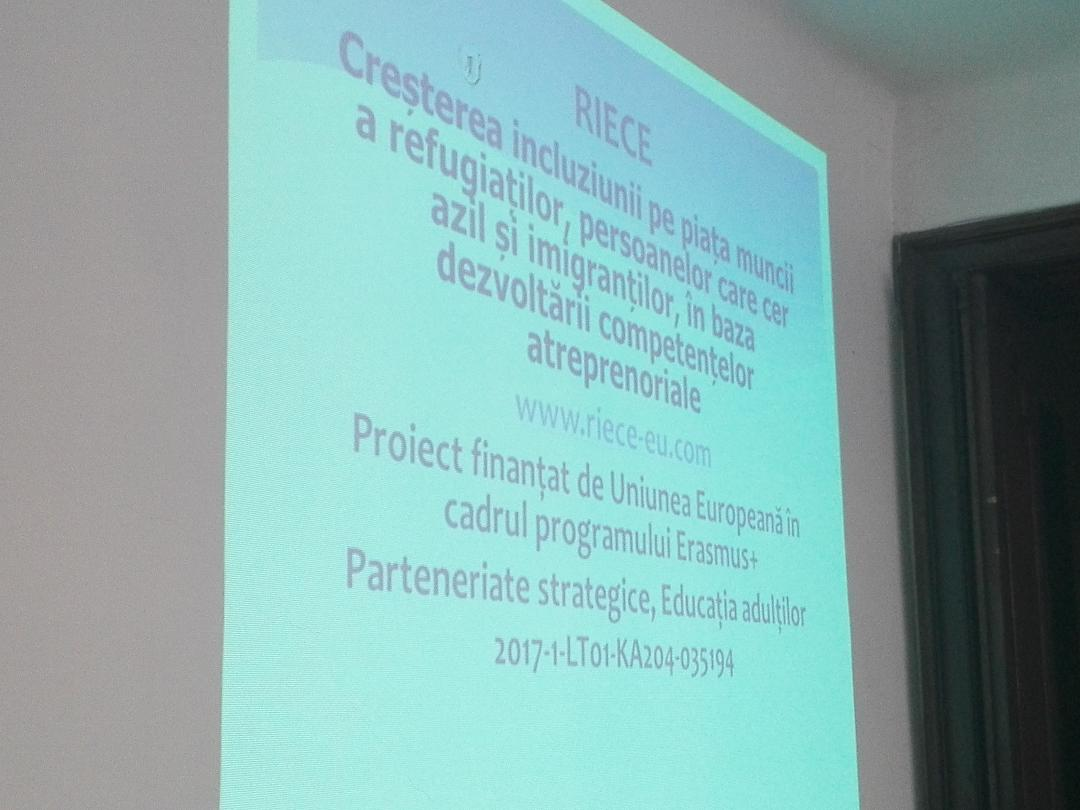 RIECE
Creșterea incluziunii pe piața muncii
a refugiaților, persoanelor care cer
azil și imigranților, în baza
dezvoltării competențelor
atreprenoriale
www.riece-eu.com
Proiect finanțat de Uniunea Europeană în
cadrul programului Erasmus+
Parteneriate strategice, Educația adulților
2017-1-LT01-KA204-035194